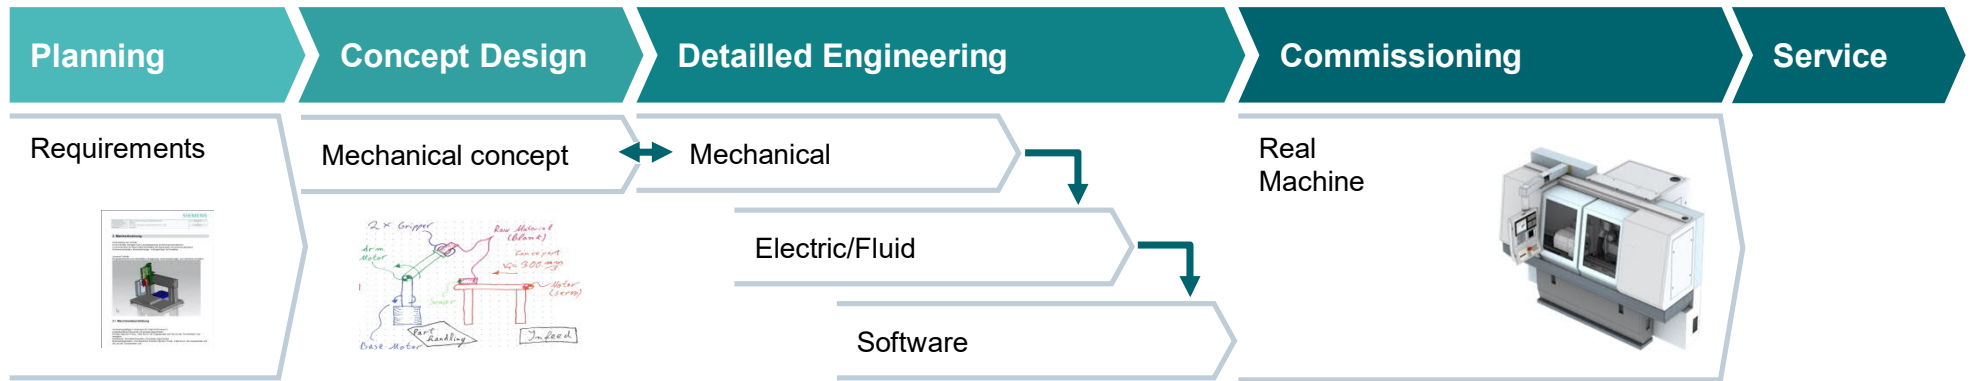 Planning
Concept Design
Detailled Engineering
Commissioning
Service
Requirements
Mechanical concept
Mechanical
Real
Machine
Electric/Fluid
Software
SIEMENS
2 x Gripper
Raw Material
(Blank)
Arm
Motor
Sensor
Motor
(servo)
Part
handling
Infeed
Base Motor